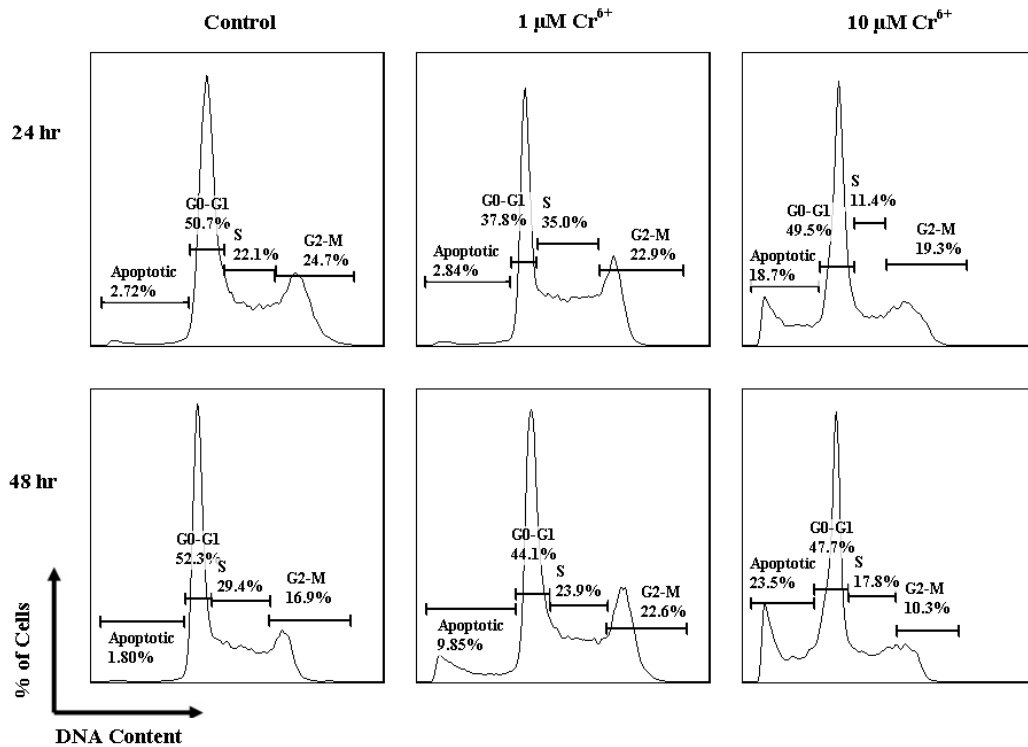 Control
1 µM Cr⁶⁺
10 µM Cr⁶⁺
24 hr
Apoptotic
2.72%
G0-G1
50.7%
S
22.1%
G2-M
24.7%
Apoptotic
2.84%
G0-G1
37.8%
S
35.0%
G2-M
22.9%
Apoptotic
18.7%
G0-G1
49.5%
S
11.4%
G2-M
19.3%
48 hr
Apoptotic
1.80%
G0-G1
52.3%
S
29.4%
G2-M
16.9%
Apoptotic
9.85%
G0-G1
44.1%
S
23.9%
G2-M
22.6%
Apoptotic
23.5%
G0-G1
47.7%
S
17.8%
G2-M
10.3%
% of Cells
DNA Content